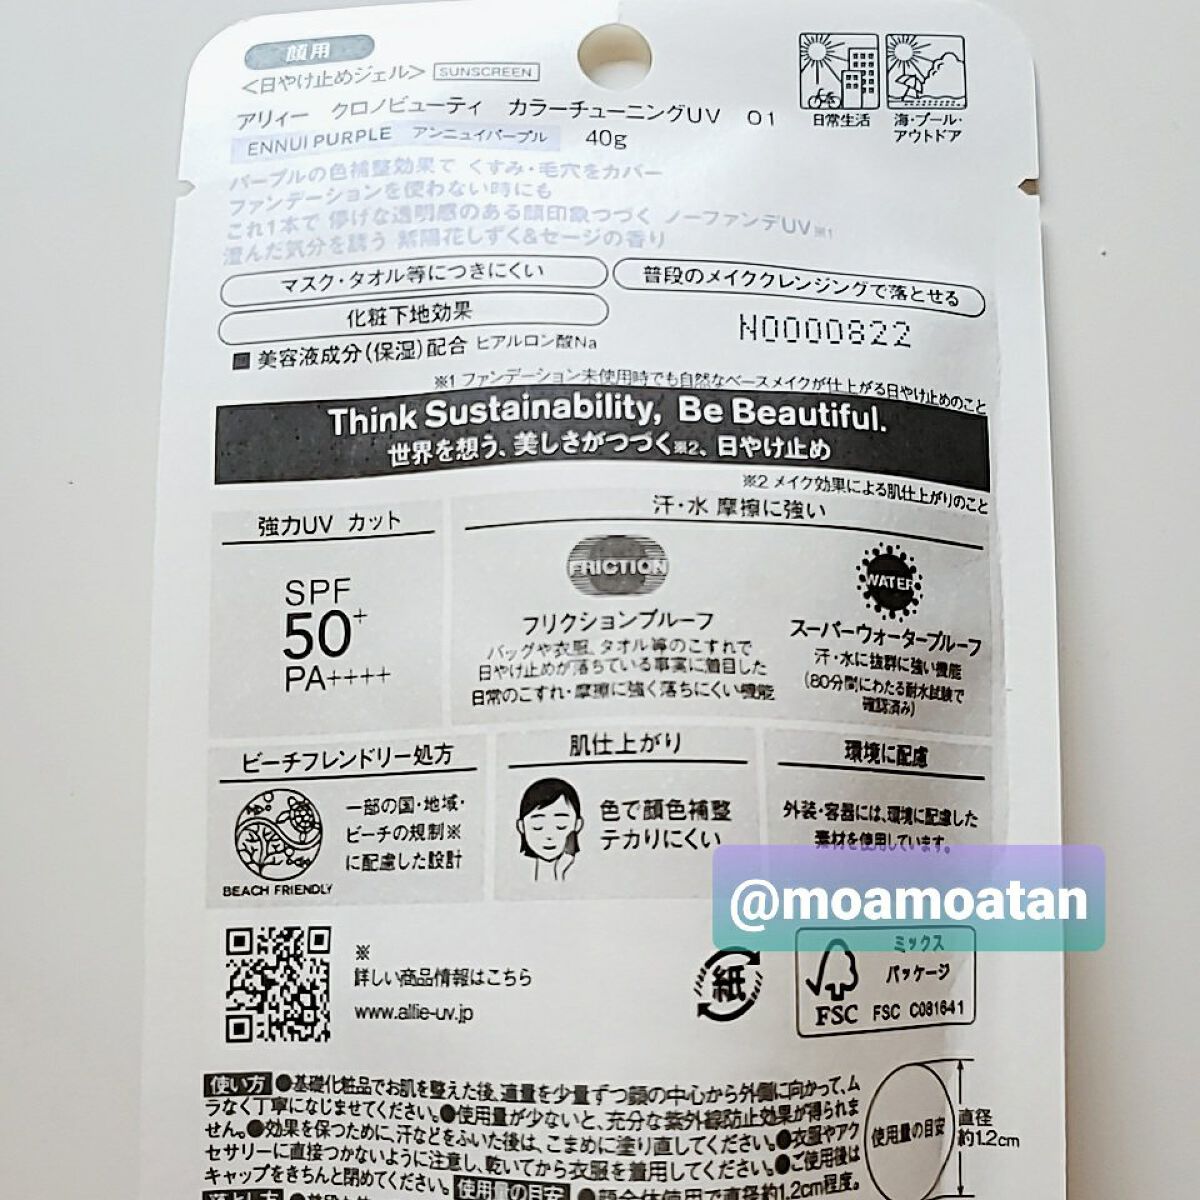 顔用
＜日やけ止めジェル＞ SUNSCREEN
アリィー クロノビューティ カラーチューニングUV 01
ENNUI PURPLE アンニュイパープル 40g
日常生活
海・プール・
アウトドア
パープルの色補整効果で くすみ・毛穴をカバー
ファンデーションを使わない時にも
これ1本で 儚げな透明感のある顔印象つづく ノーファンデUV※1
澄んだ気分を誘う 紫陽花しずく&セージの香り
マスク・タオル等につきにくい
普段のメイククレンジングで落とせる
化粧下地効果
N0000822
■ 美容液成分(保湿)配合 ヒアルロン酸Na
※1 ファンデーション未使用時でも自然なベースメイクが仕上がる日やけ止めのこと
Think Sustainability, Be Beautiful.
世界を想う、美しさがつづく※2、日やけ止め
※2 メイク効果による肌仕上がりのこと
強力UV カット
SPF
50+
PA++++
汗・水 摩擦に強い
FRICTION
フリクションプルーフ
バッグや衣服、タオル等のこすれで
日やけ止めが落ちている事実に着目した
日常のこすれ・摩擦に強く落ちにくい機能
WATER
スーパーウォータープルーフ
汗・水に抜群に強い機能
(80分間にわたる耐水試験で
確認済み)
ビーチフレンドリー処方
BEACH FRIENDLY
一部の国・地域・
ビーチの規制※
に配慮した設計
肌仕上がり
色で顔色補整
テカりにくい
環境に配慮
外装・容器には、環境に配慮した
素材を使用しています。
@moamoatan
※
詳しい商品情報はこちら
www.allie-uv.jp
紙
FSC
ミックス
パッケージ
FSC C081641
使い方 ●基礎化粧品でお肌を整えた後、適量を少量ずつ顔の中心から外側に向かって、ム
ラなく丁寧になじませてください。●使用量が少ないと、充分な紫外線防止効果が得られま
せん。●効果を保つために、汗などをふいた後は、こまめに塗り直してください。●衣服やアク
セサリーに直接つかないように注意し、乾いてから衣服を着用してください。●ご使用後は
キャップをきちんと閉めてください。 使用量の目安 ●顔全体使用で直径約1.2cm程度。
使用量の目安
直径
約1.2cm